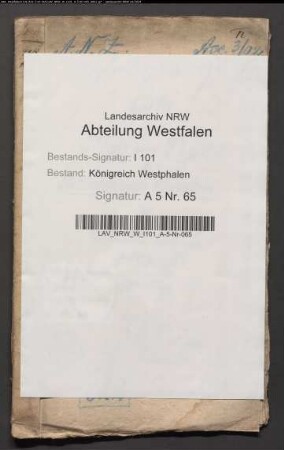 Landesarchiv NRW
Abteilung Westfalen
Bestands-Signatur: I 101
Bestand: Königreich Westphalen
Signatur: A 5 Nr. 65
LAV_NRW_W_I101_A-5-Nr-065